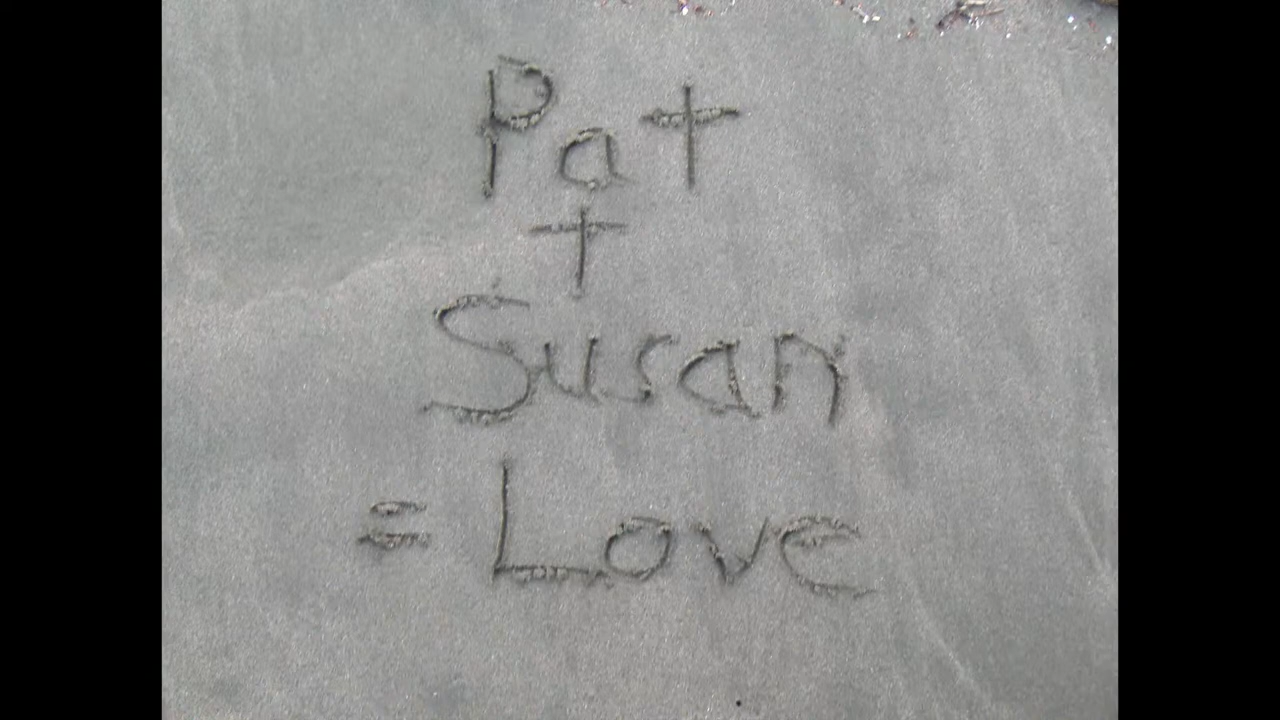 Pat
+
Susan
= Love